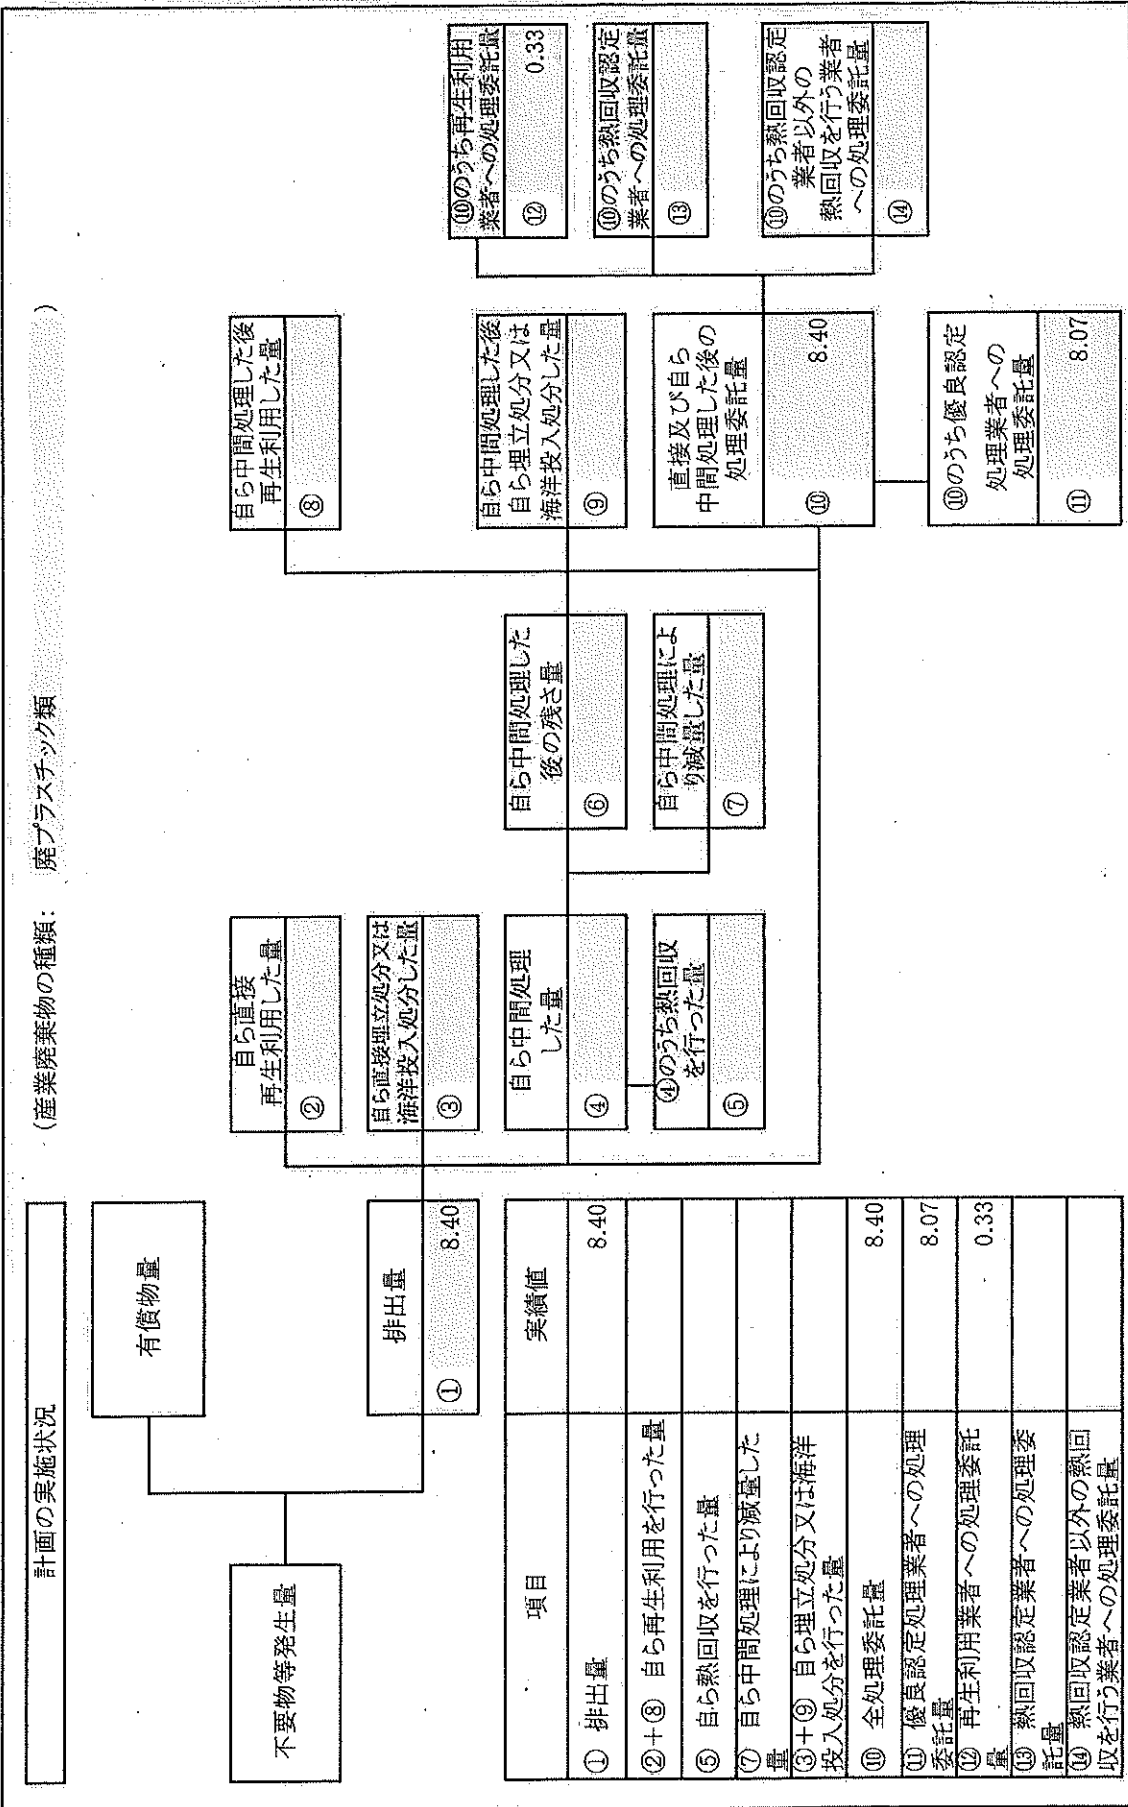 計画の実施状況
(産業廃棄物の種類： 廃プラスチック類 )
不要物等発生量
有償物量
排出量
① 8.40
自ら直接
再生利用した量
②
自ら直接埋立処分又は
海洋投入処分した量
③
自ら中間処理
した量
④
④のうち熱回収
を行った量
⑤
自ら中間処理した
後の残さ量
⑥
自ら中間処理によ
り減量した量
⑦
自ら中間処理した後
再生利用した量
⑧
自ら中間処理した後
自ら埋立処分又は
海洋投入処分した量
⑨
直接及び自ら
中間処理した後の
処理委託量
⑩ 8.40
⑩のうち優良認定
処理業者への
処理委託量
⑪ 8.07
⑩のうち再生利用
業者への処理委託量
⑫ 0.33
⑩のうち熱回収認定
業者への処理委託量
⑬
⑩のうち熱回収認定
業者以外の
熱回収を行う業者
への処理委託量
⑭
項目 実績値
① 排出量 8.40
②+⑧ 自ら再生利用を行った量
⑤ 自ら熱回収を行った量
⑦ 自ら中間処理により減量した
量
③+⑨ 自ら埋立処分又は海洋
投入処分を行った量
⑩ 全処理委託量 8.40
⑪ 優良認定処理業者への処理
委託量 8.07
⑫ 再生利用業者への処理委託
量 0.33
⑬ 熱回収認定業者への処理委
託量
⑭ 熱回収認定業者以外の熱回
収を行う業者への処理委託量